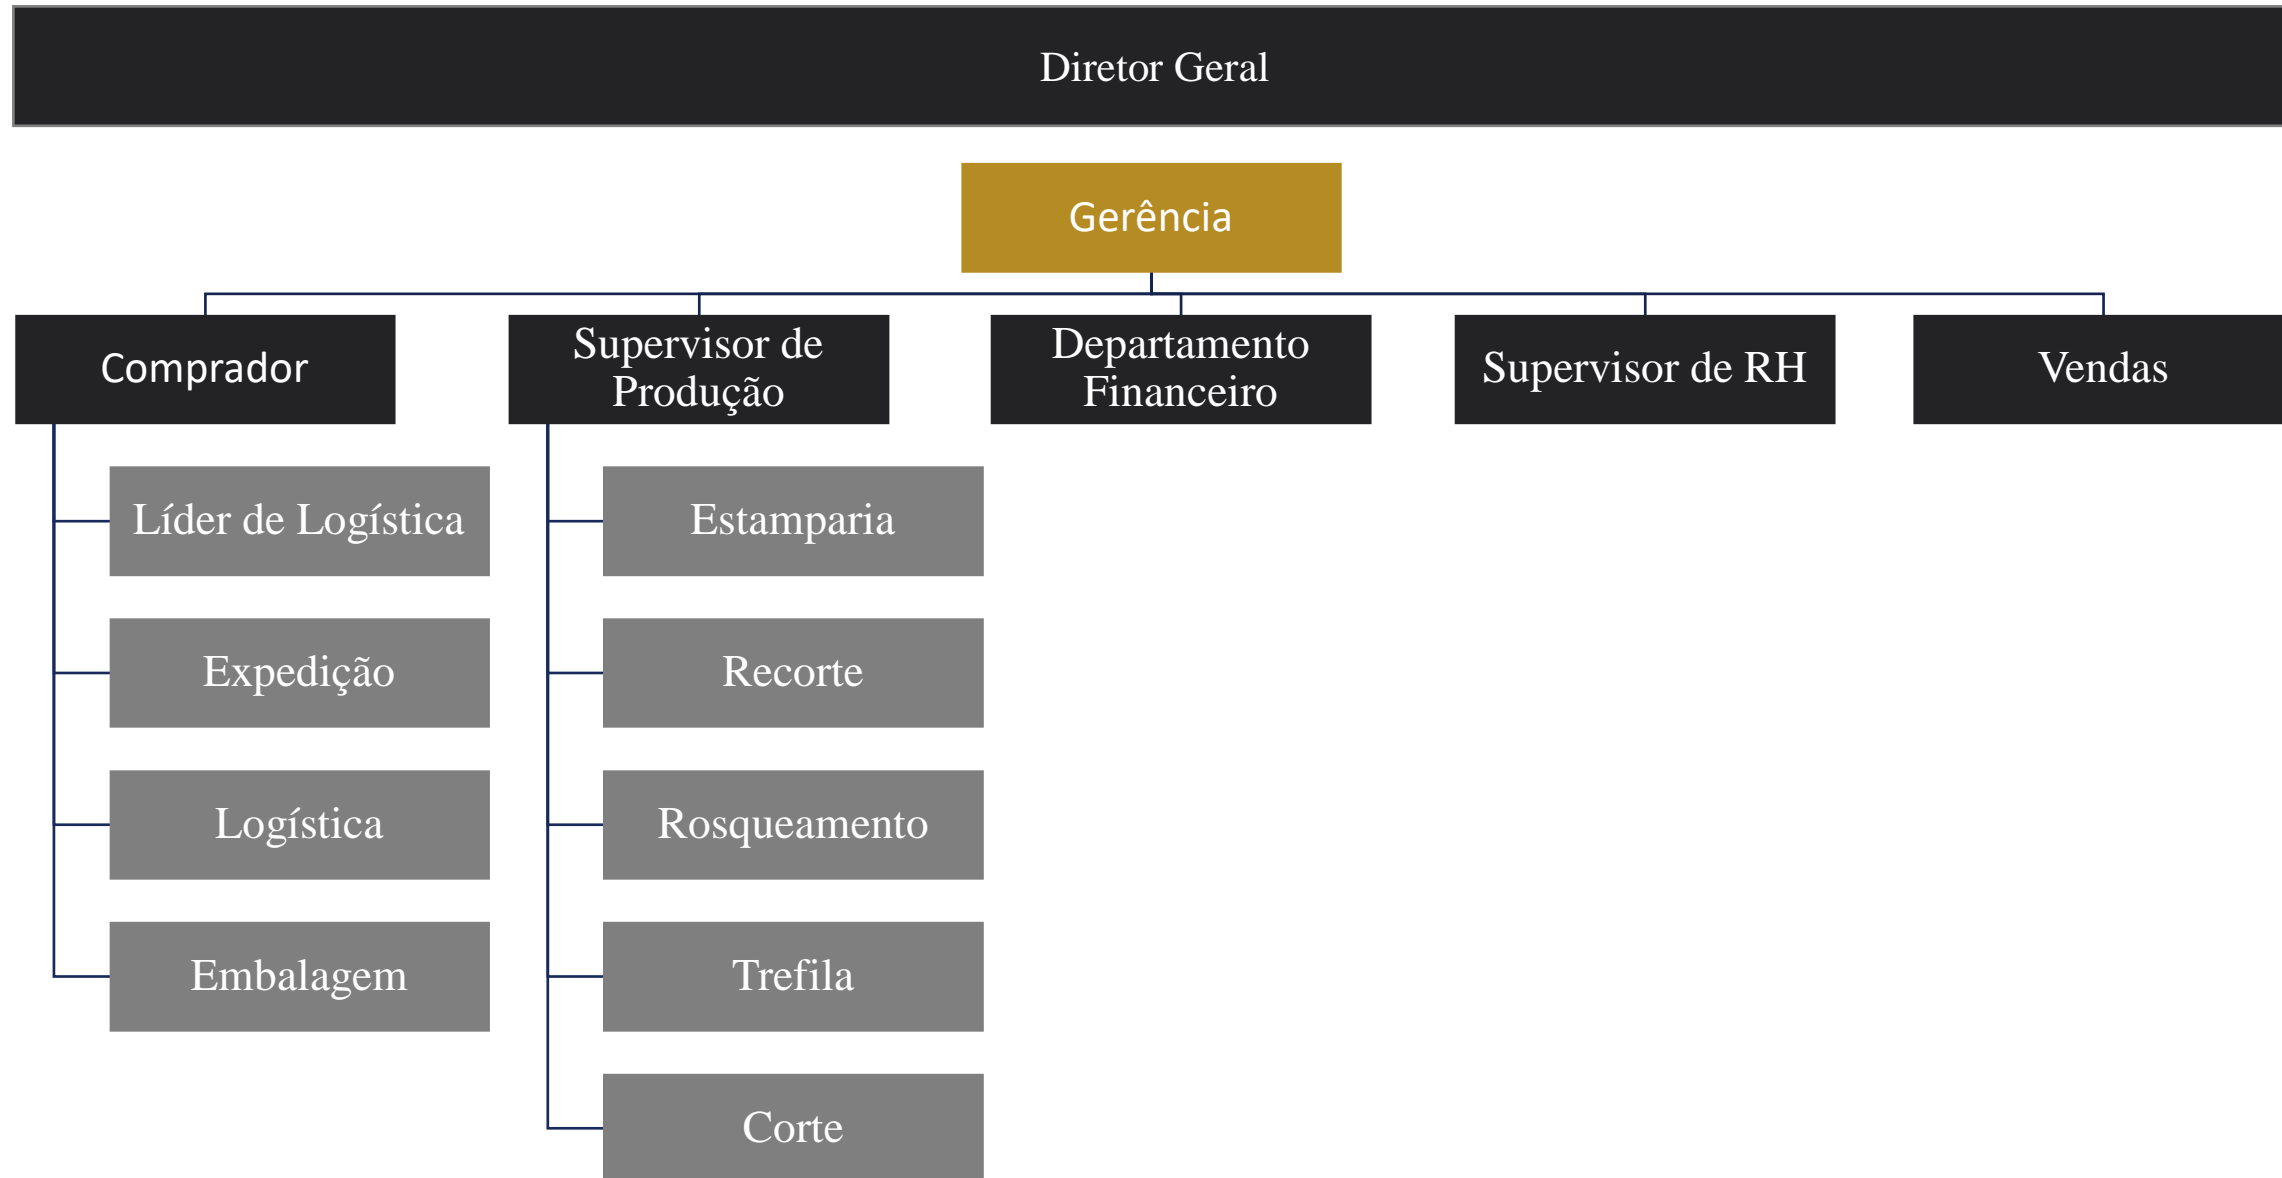 Diretor Geral
Gerência
Comprador
Supervisor de
Produção
Departamento
Financeiro
Supervisor de RH
Vendas
Líder de Logística
Estamparia
Expedição
Recorte
Logística
Rosqueamento
Embalagem
Trefila
Corte